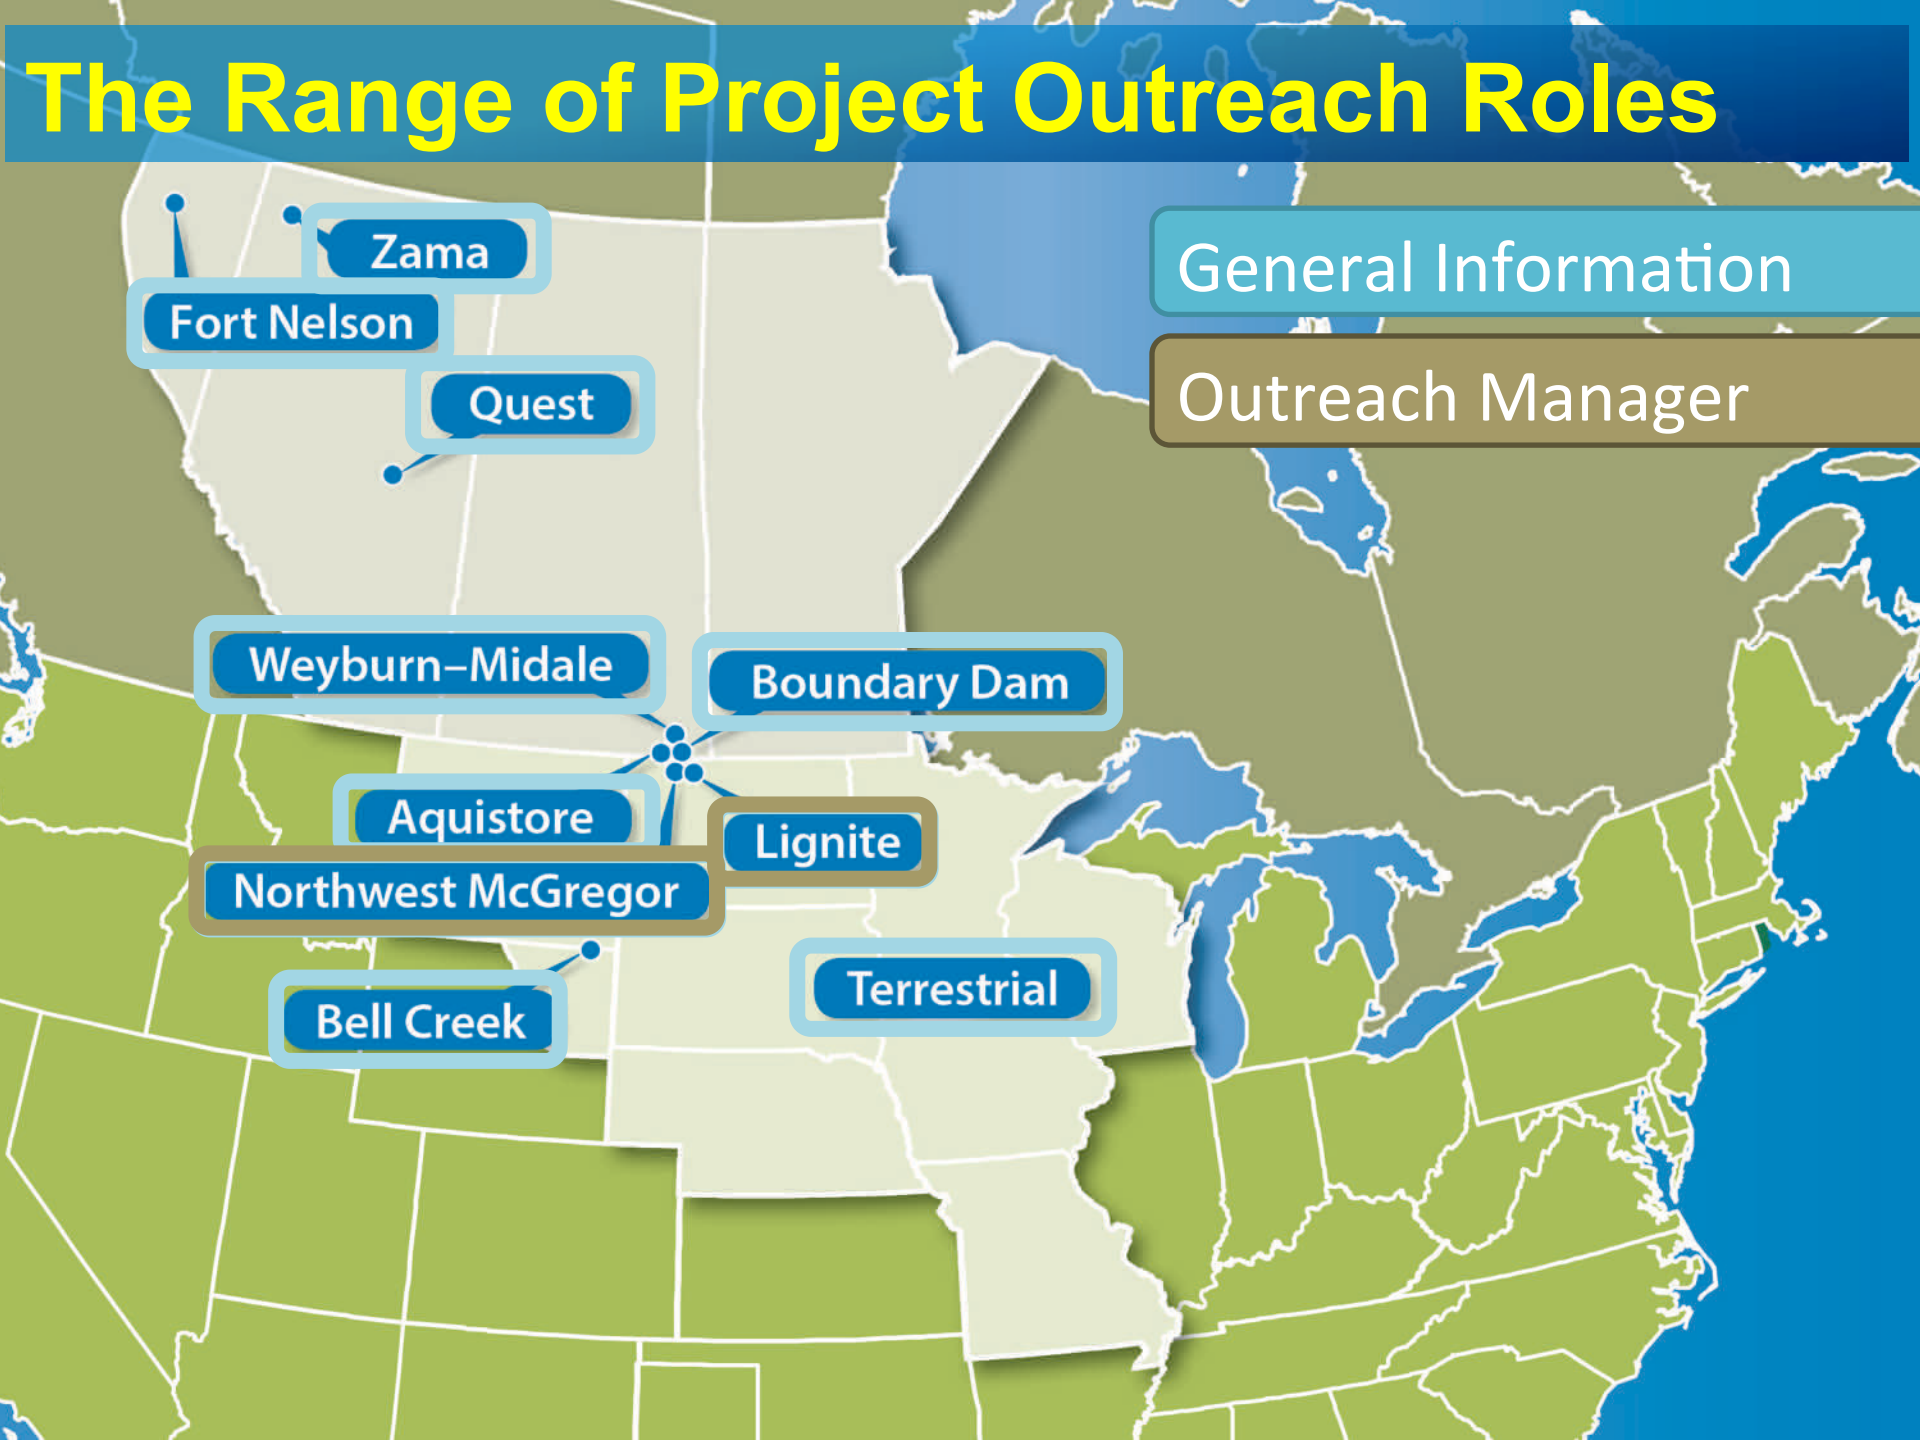 The Range of Project Outreach Roles
Zama
General Information
Fort Nelson
Quest
Outreach Manager
Weyburn–Midale
Boundary Dam
Aquistore
Lignite
Northwest McGregor
Terrestrial
Bell Creek